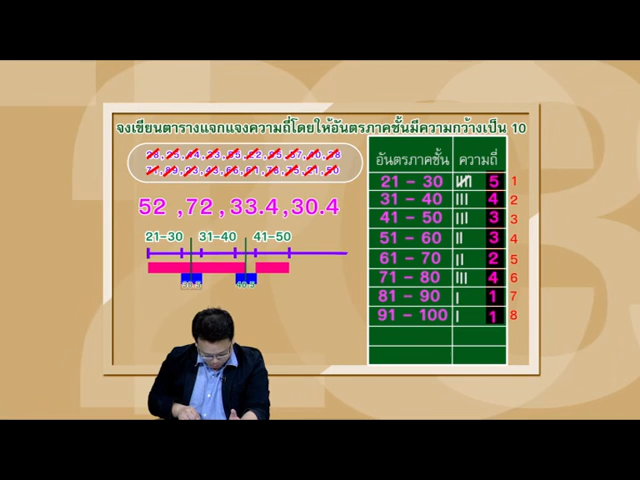 จงเขียนตารางแจกแจงความถี่โดยให้อันตรภาคชั้นมีความกว้างเป็น 10
52 ,72 , 33.4 ,30.4
21-30 31-40 41-50
30.5 40.5
อันตรภาคชั้น ความถี่
21 - 30 5 1
31 - 40 4 2
41 - 50 3 3
51 - 60 3 4
61 - 70 2 5
71 - 80 4 6
81 - 90 1 7
91 - 100 1 8